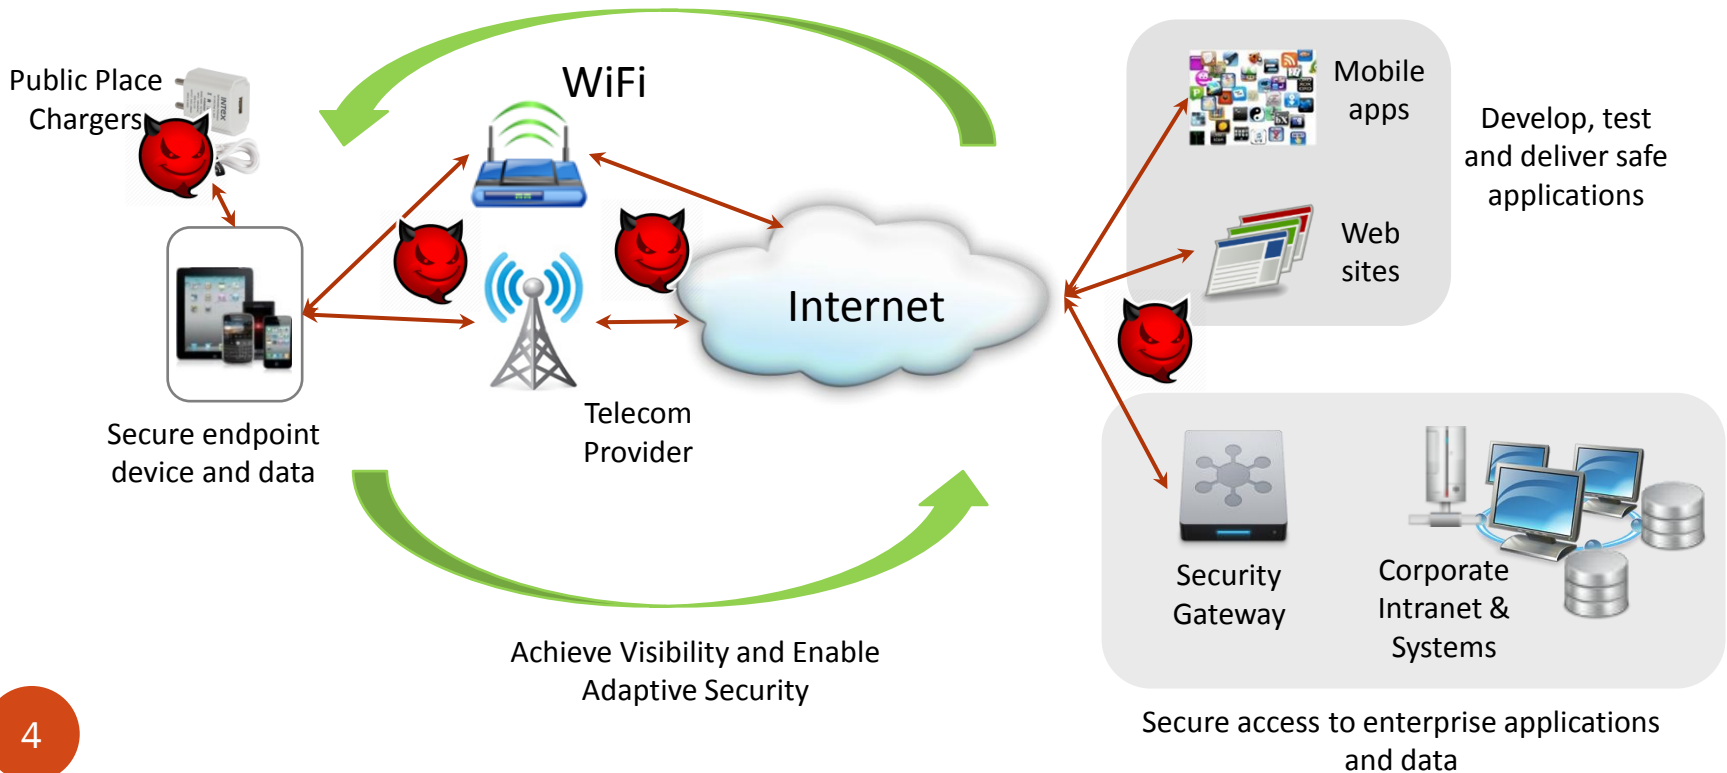 Public Place
Chargers
INTEX
WiFi
Mobile
apps
Develop, test
and deliver safe
applications
Web
sites
Internet
Telecom
Provider
Secure endpoint
device and data
Security
Gateway
Corporate
Intranet &
Systems
Achieve Visibility and Enable
Adaptive Security
Secure access to enterprise applications
and data
4